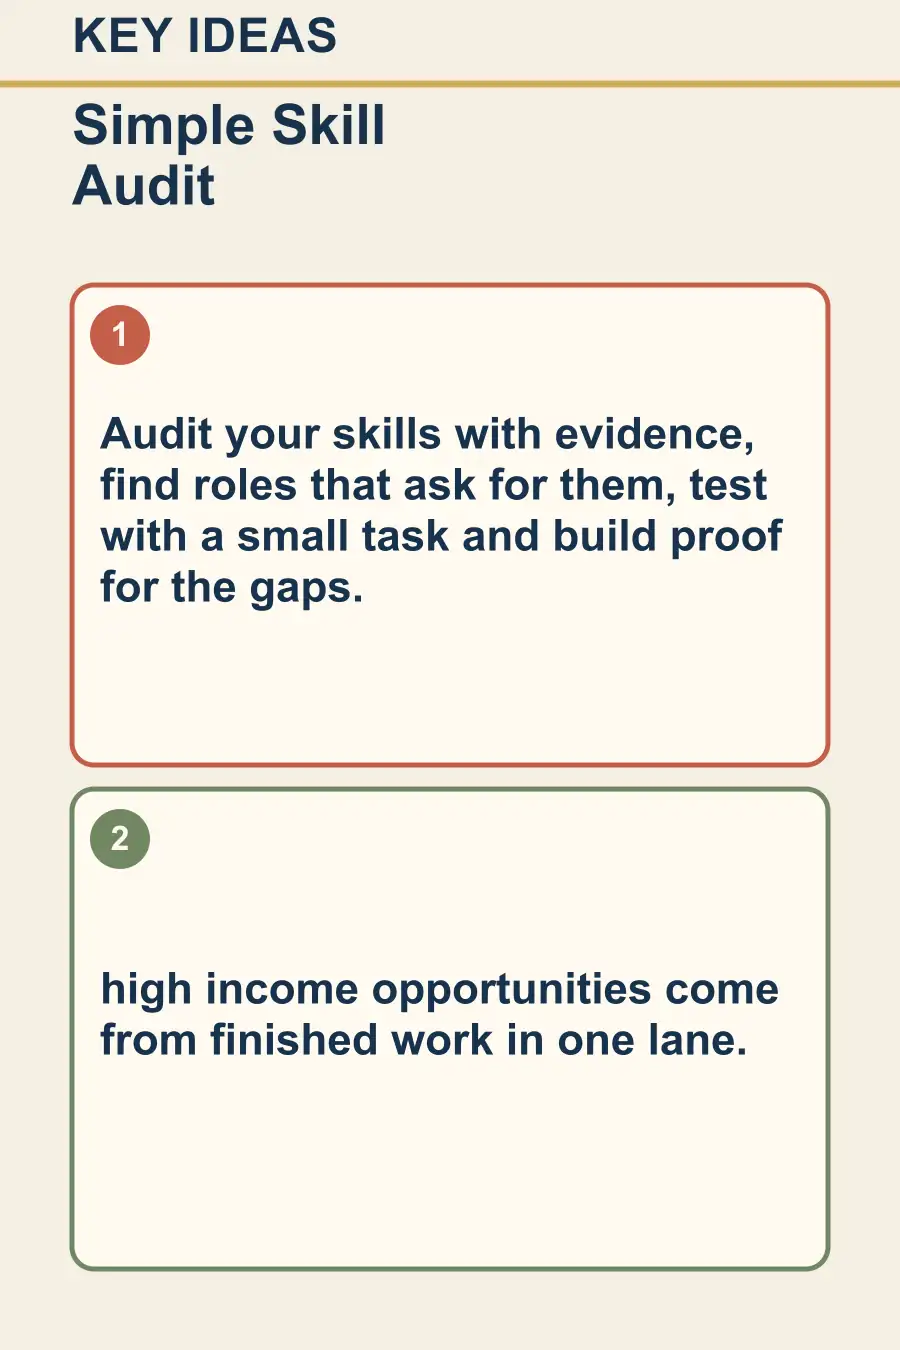 KEY IDEAS
Simple Skill
Audit
1
Audit your skills with evidence,
find roles that ask for them, test
with a small task and build proof
for the gaps.
2
high income opportunities come
from finished work in one lane.